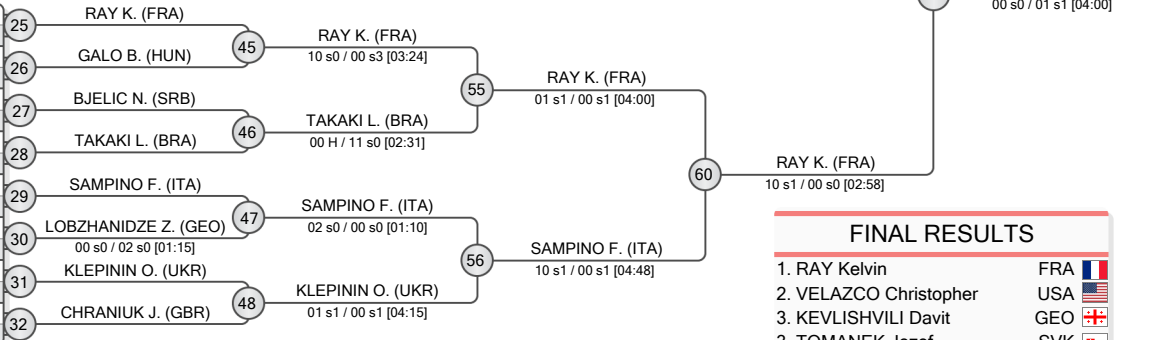 00 s0 / 01 s1 [04:00]
25
RAY K. (FRA)
26
GALO B. (HUN)
45
RAY K. (FRA)
10 s0 / 00 s3 [03:24]
27
BJELIC N. (SRB)
28
TAKAKI L. (BRA)
46
TAKAKI L. (BRA)
00 H / 11 s0 [02:31]
55
RAY K. (FRA)
01 s1 / 00 s1 [04:00]
29
SAMPINO F. (ITA)
30
LOBZHANIDZE Z. (GEO)
00 s0 / 02 s0 [01:15]
47
SAMPINO F. (ITA)
02 s0 / 00 s0 [01:10]
31
KLEPININ O. (UKR)
32
CHRANIUK J. (GBR)
48
KLEPININ O. (UKR)
01 s1 / 00 s1 [04:15]
56
SAMPINO F. (ITA)
10 s1 / 00 s1 [04:48]
60
RAY K. (FRA)
10 s1 / 00 s0 [02:58]
FINAL RESULTS
1. RAY Kelvin FRA
2. VELAZCO Christopher USA
3. KEVLISHVILI Davit GEO
3. TOMANEK Jozef SVK